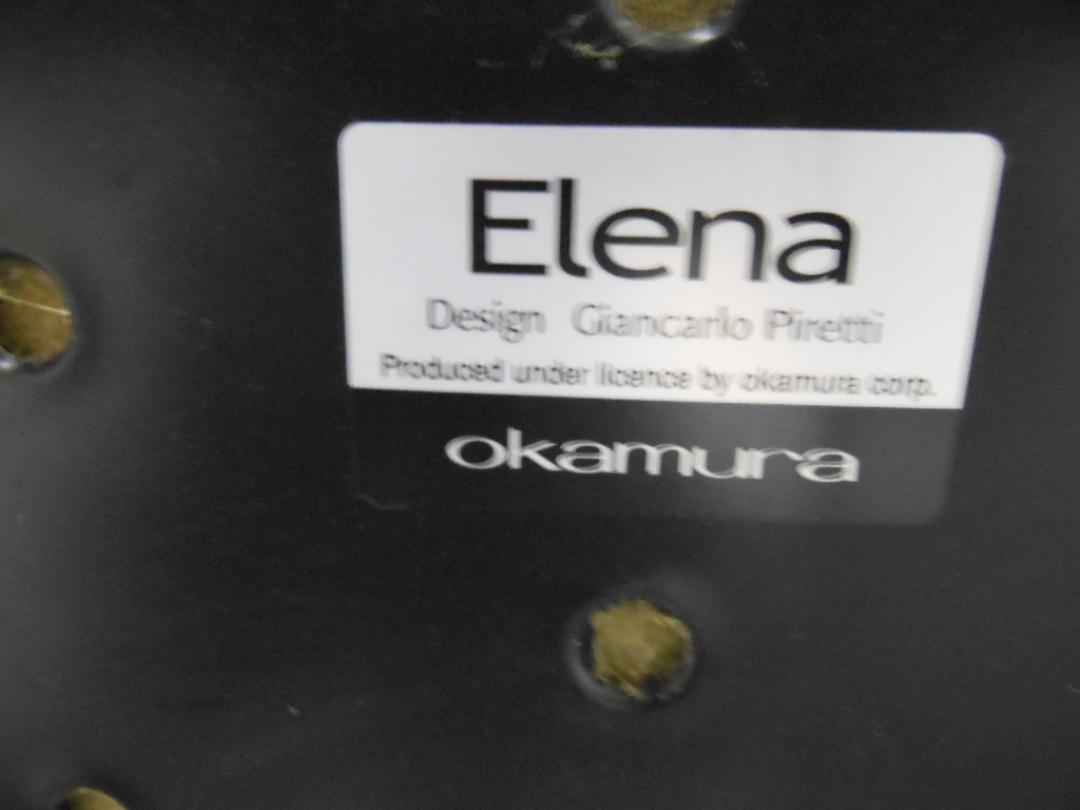 Elena
Design Giancarlo Piretti
Produced under licence by okamura corp.
okamura